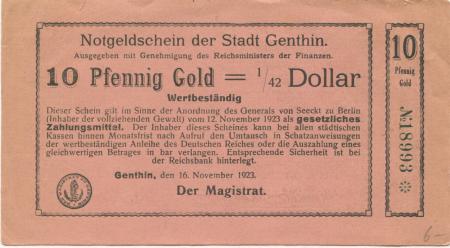 Notgeldschein der Stadt Genthin.
Ausgegeben mit Genehmigung des Reichsministers der Finanzen.
10 Pfennig Gold = 1/42 Dollar
Wertbeständig
Dieser Schein gilt im Sinne der Anordnung des Generals von Seeckt zu Berlin
(Inhaber der vollziehenden Gewalt) vom 12. November 1923 als gesetzliches
Zahlungsmittel. Der Inhaber dieses Scheines kann bei allen städtischen
Kassen binnen Monatsfrist nach Aufruf den Umtausch in Schatzanweisungen
der wertbeständigen Anleihe des Deutschen Reiches oder die Auszahlung eines
gleichwertigen Betrages in bar verlangen. Entsprechende Sicherheit ist bei
der Reichsbank hinterlegt.
Genthin, den 16. November 1923.
Der Magistrat.
10
Pfennig
Gold
№18993 *
6-